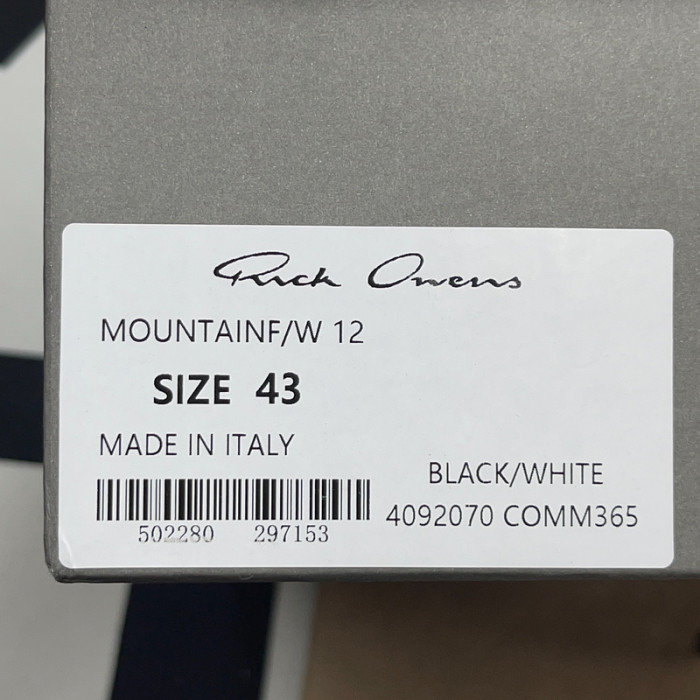 Rick Owens
MOUNTAINF/W 12
SIZE 43
MADE IN ITALY
BLACK/WHITE
502280 297153
4092070 COMM365